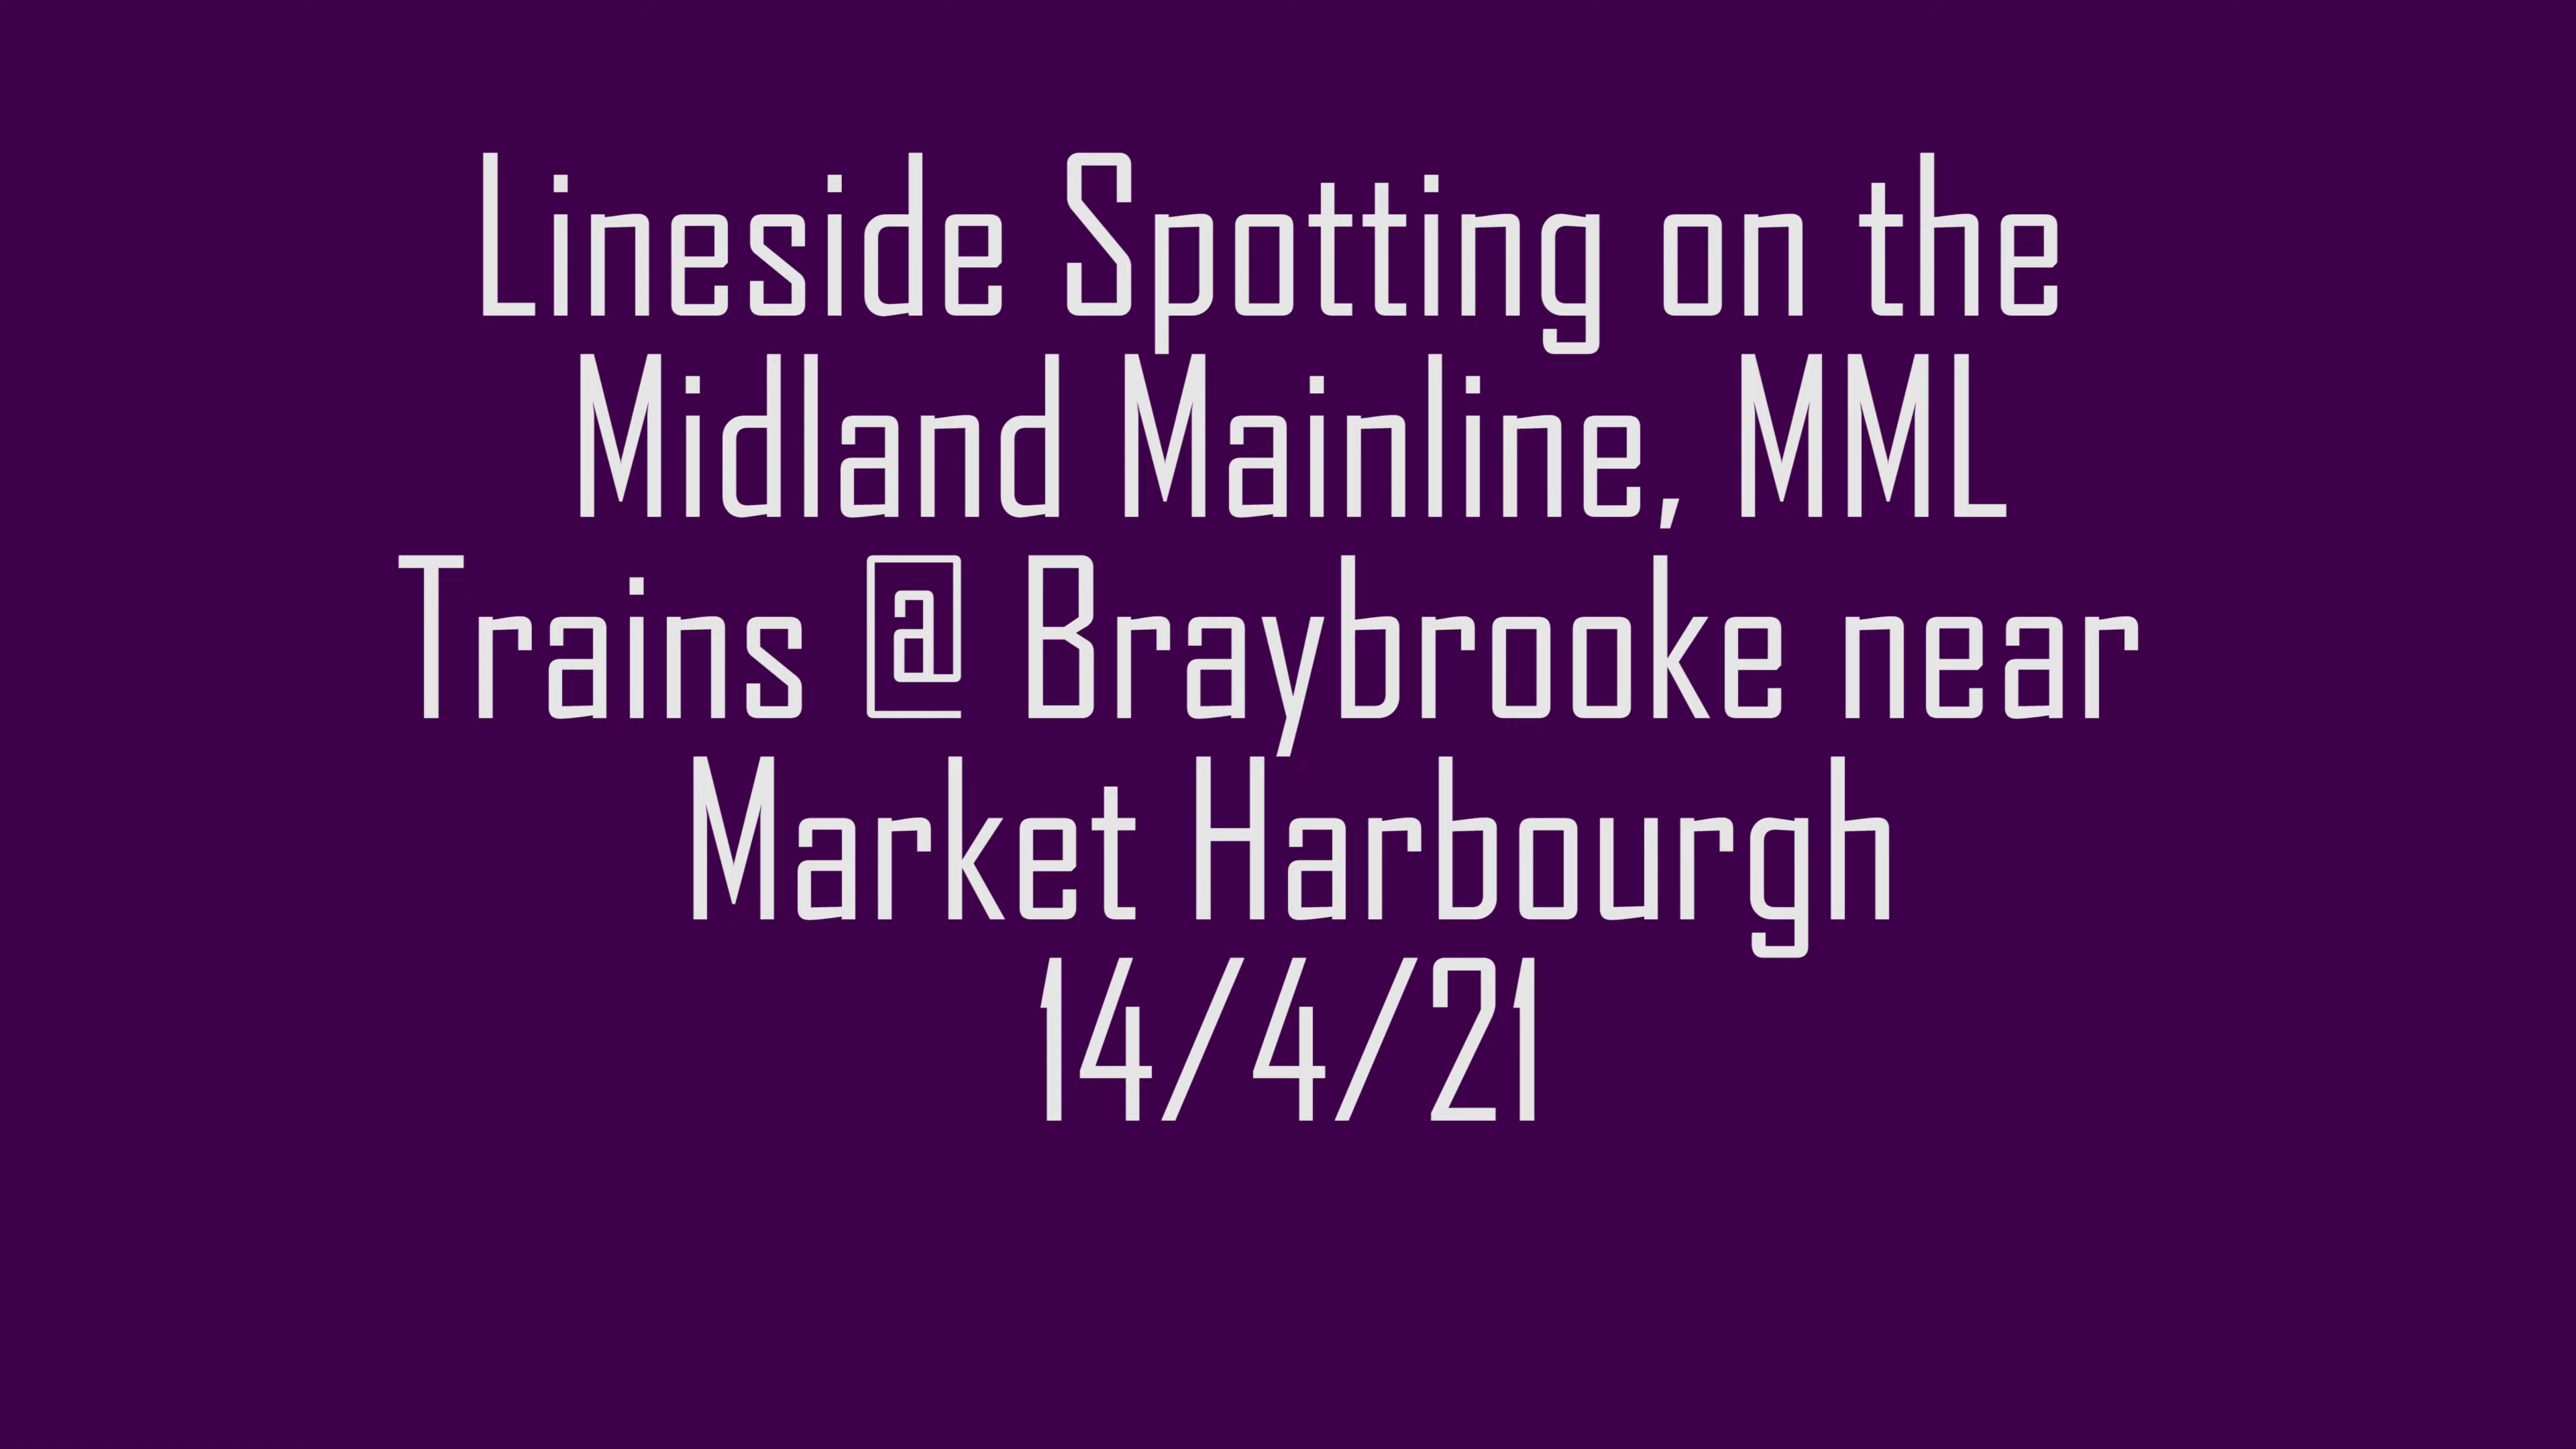 Lineside Spotting on the
Midland Mainline, MML
Trains @ Braybrooke near
Market Harbourgh
14/4/21